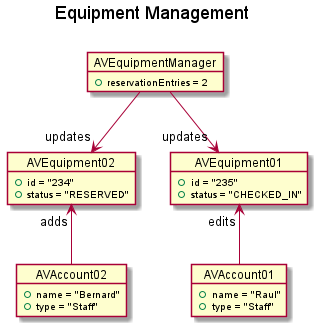 Equipment Management
AVEquipmentManager
reservationEntries = 2
updates
updates
AVEquipment02
id = "234"
status = "RESERVED"
AVEquipment01
id = "235"
status = "CHECKED_IN"
adds
edits
AVAccount02
name = "Bernard"
type = "Staff"
AVAccount01
name = "Raul"
type = "Staff"